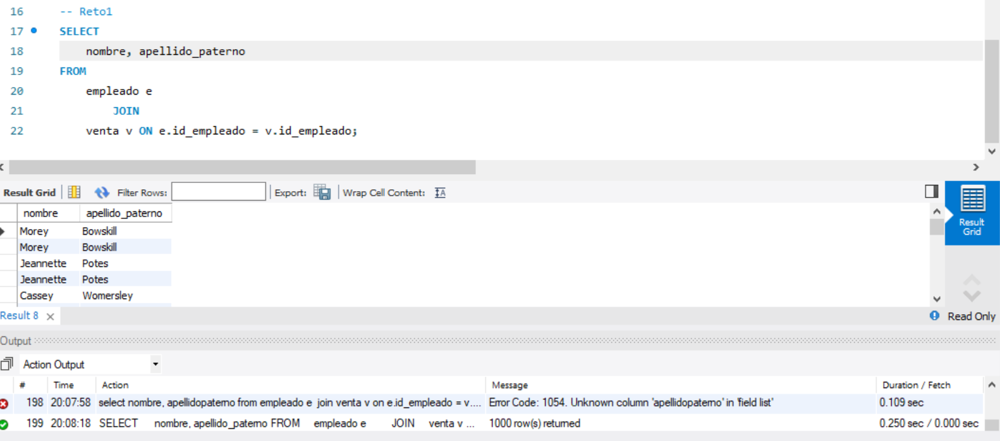 16 -- Reto1
17 SELECT
18 nombre, apellido_paterno
19 FROM
20 empleado e
21 JOIN
22 venta v ON e.id_empleado = v.id_empleado;
Result Grid Filter Rows: Export: Wrap Cell Content: IA
Result Grid
nombre apellido_paterno
Morey Bowskill
Morey Bowskill
Jeannette Potes
Jeannette Potes
Cassey Womersley
Result 8 × Read Only
Output
Action Output
# Time Action Message Duration / Fetch
198 20:07:58 select nombre, apellidopaterno from empleado e join venta v on e.id_empleado = v.... Error Code: 1054. Unknown column 'apellidopaterno' in 'field list' 0.109 sec
199 20:08:18 SELECT nombre, apellido_paterno FROM empleado e JOIN venta v ... 1000 row(s) returned 0.250 sec / 0.000 sec